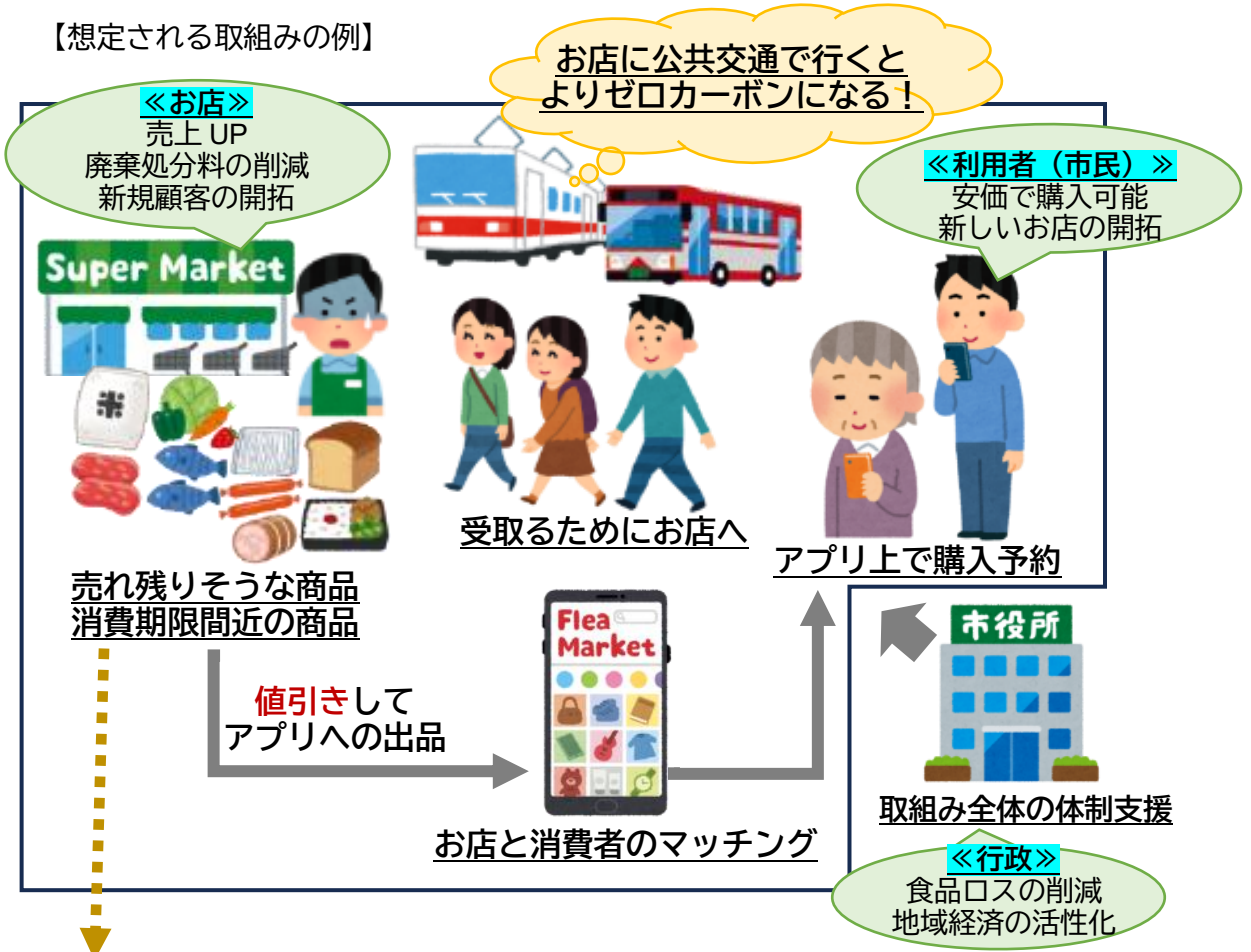 【想定される取組みの例】
お店に公共交通で行くと
よりゼロカーボンになる！
≪お店≫
売上 UP
廃棄処分料の削減
新規顧客の開拓
≪利用者（市民）≫
安価で購入可能
新しいお店の開拓
Super Market
米
受取るためにお店へ
アプリ上で購入予約
売れ残りそうな商品
消費期限間近の商品
値引きして
アプリへの出品
Flea
Market
お店と消費者のマッチング
市役所
取組み全体の体制支援
≪行政≫
食品ロスの削減
地域経済の活性化